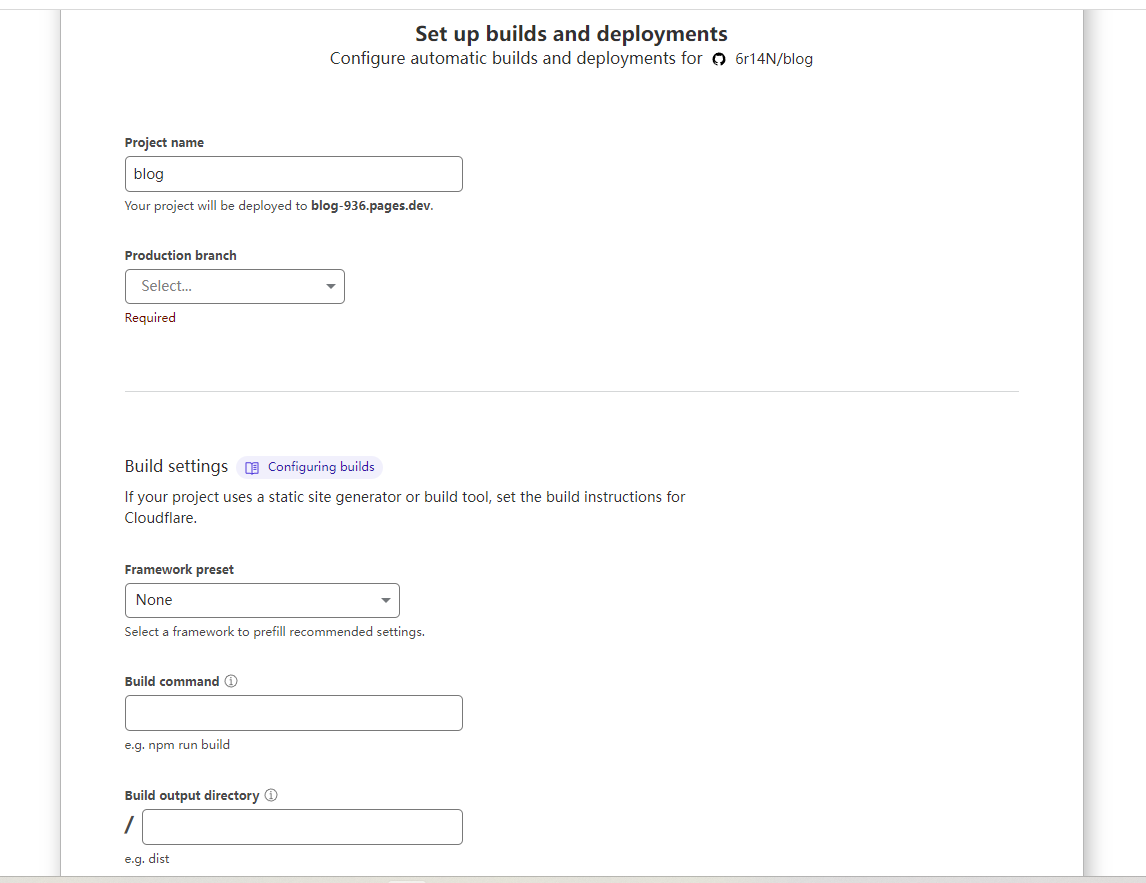 Set up builds and deployments
Configure automatic builds and deployments for 6r14N/blog
Project name
blog
Your project will be deployed to blog-936.pages.dev.
Production branch
Select...
Required
Build settings Configuring builds
If your project uses a static site generator or build tool, set the build instructions for
Cloudflare.
Framework preset
None
Select a framework to prefill recommended settings.
Build command
e.g. npm run build
Build output directory
/
e.g. dist